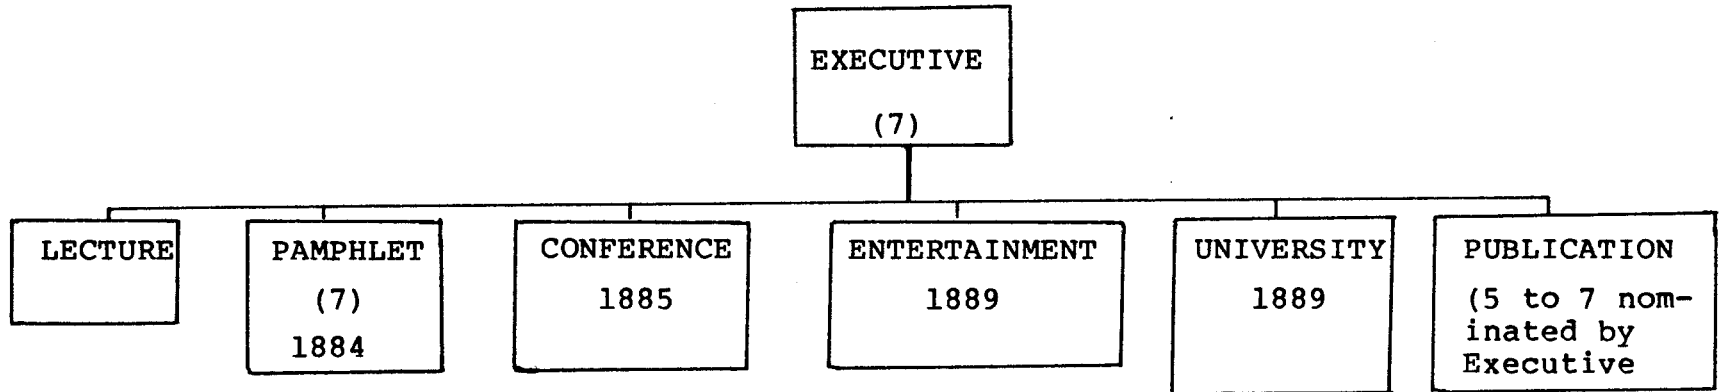 EXECUTIVE
(7)
LECTURE
PAMPHLET
(7)
1884
CONFERENCE
1885
ENTERTAINMENT
1889
UNIVERSITY
1889
PUBLICATION
(5 to 7 nom-
inated by
Executive